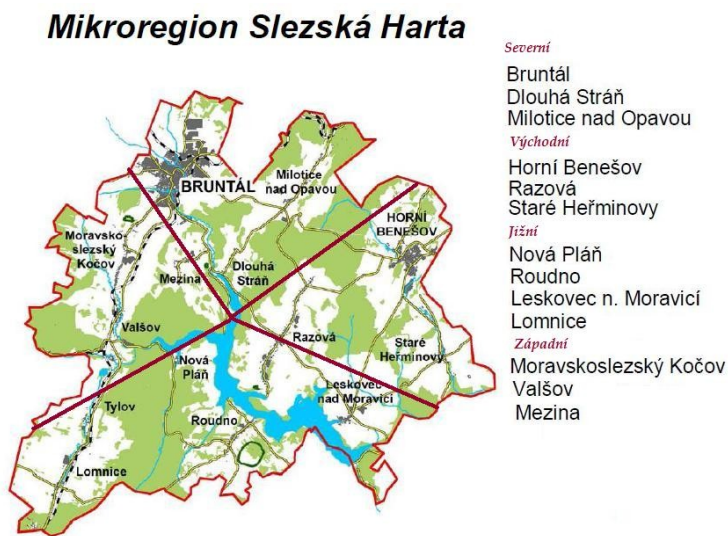 Mikroregion Slezská Harta
Severní
Bruntál
Dlouhá Stráň
Milotice nad Opavou
Východní
Horní Benešov
Razová
Staré Heřminovy
Jižní
Nová Pláň
Roudno
Leskovec n. Moravicí
Lomnice
Západní
Moravskoslezský Kočov
Valšov
Mezina
BRUNTÁL
Milotice
nad Opavou
HORNÍ
BENEŠOV
Moravsko
slezský
Kočov
Mezina
Dlouhá
Stráň
Valšov
Razová
Staré
Heřminovy
Nová
Pláň
Leskovec
nad Moravicí
Tylov
Roudno
Lomnice